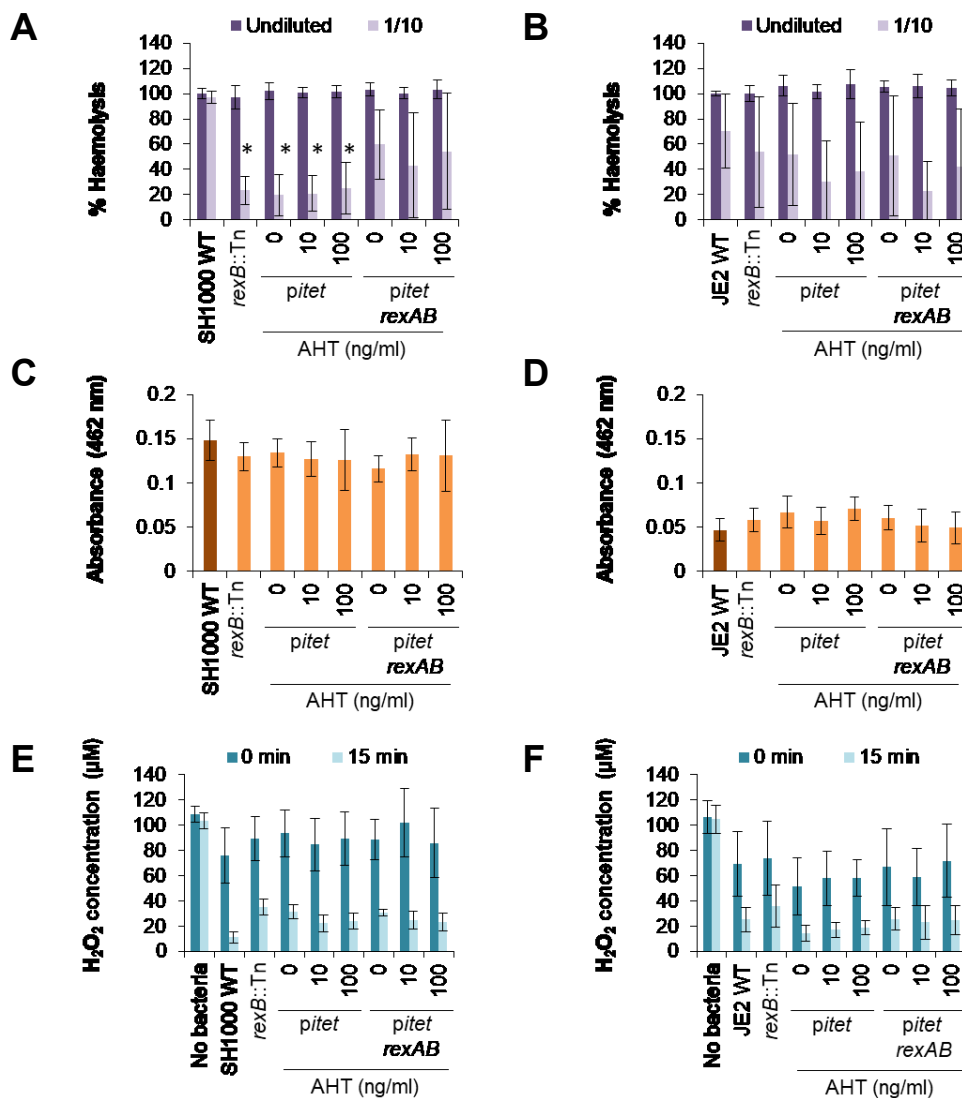 A
Undiluted 1/10
% Haemolysis
140
120
100
80
60
40
20
0
* * * *
SH1000 WT
rexB::Tn
0 10 100 0 10 100
pitet pitet
rexAB
AHT (ng/ml)
B
Undiluted 1/10
% Haemolysis
140
120
100
80
60
40
20
0
JE2 WT
rexB::Tn
0 10 100 0 10 100
pitet pitet
rexAB
AHT (ng/ml)
C
Absorbance (462 nm)
0.2
0.15
0.1
0.05
0
SH1000 WT
rexB::Tn
0 10 100 0 10 100
pitet pitet
rexAB
AHT (ng/ml)
D
Absorbance (462 nm)
0.2
0.15
0.1
0.05
0
JE2 WT
rexB::Tn
0 10 100 0 10 100
pitet pitet
rexAB
AHT (ng/ml)
E
0 min 15 min
H₂O₂ concentration (µM)
140
120
100
80
60
40
20
0
No bacteria
SH1000 WT
rexB::Tn
0 10 100 0 10 100
pitet pitet
rexAB
AHT (ng/ml)
F
0 min 15 min
H₂O₂ concentration (µM)
140
120
100
80
60
40
20
0
No bacteria
JE2 WT
rexB::Tn
0 10 100 0 10 100
pitet pitet
rexAB
AHT (ng/ml)